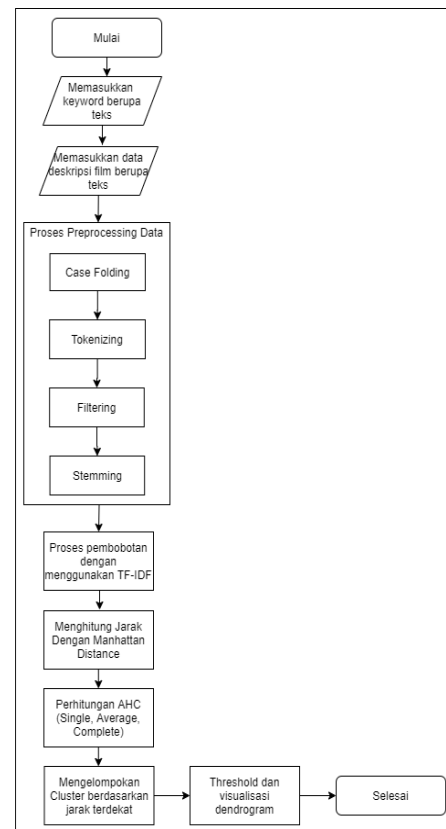 Mulai
Memasukkan
keyword berupa
teks
Memasukkan data
deskripsi film berupa
teks
Proses Preprocessing Data
Case Folding
Tokenizing
Filtering
Stemming
Proses pembobotan
dengan
menggunakan TF-IDF
Menghitung Jarak
Dengan Manhattan
Distance
Perhitungan AHC
(Single, Average,
Complete)
Mengelompokan
Cluster berdasarkan
jarak terdekat
Threshold dan
visualisasi
dendrogram
Selesai